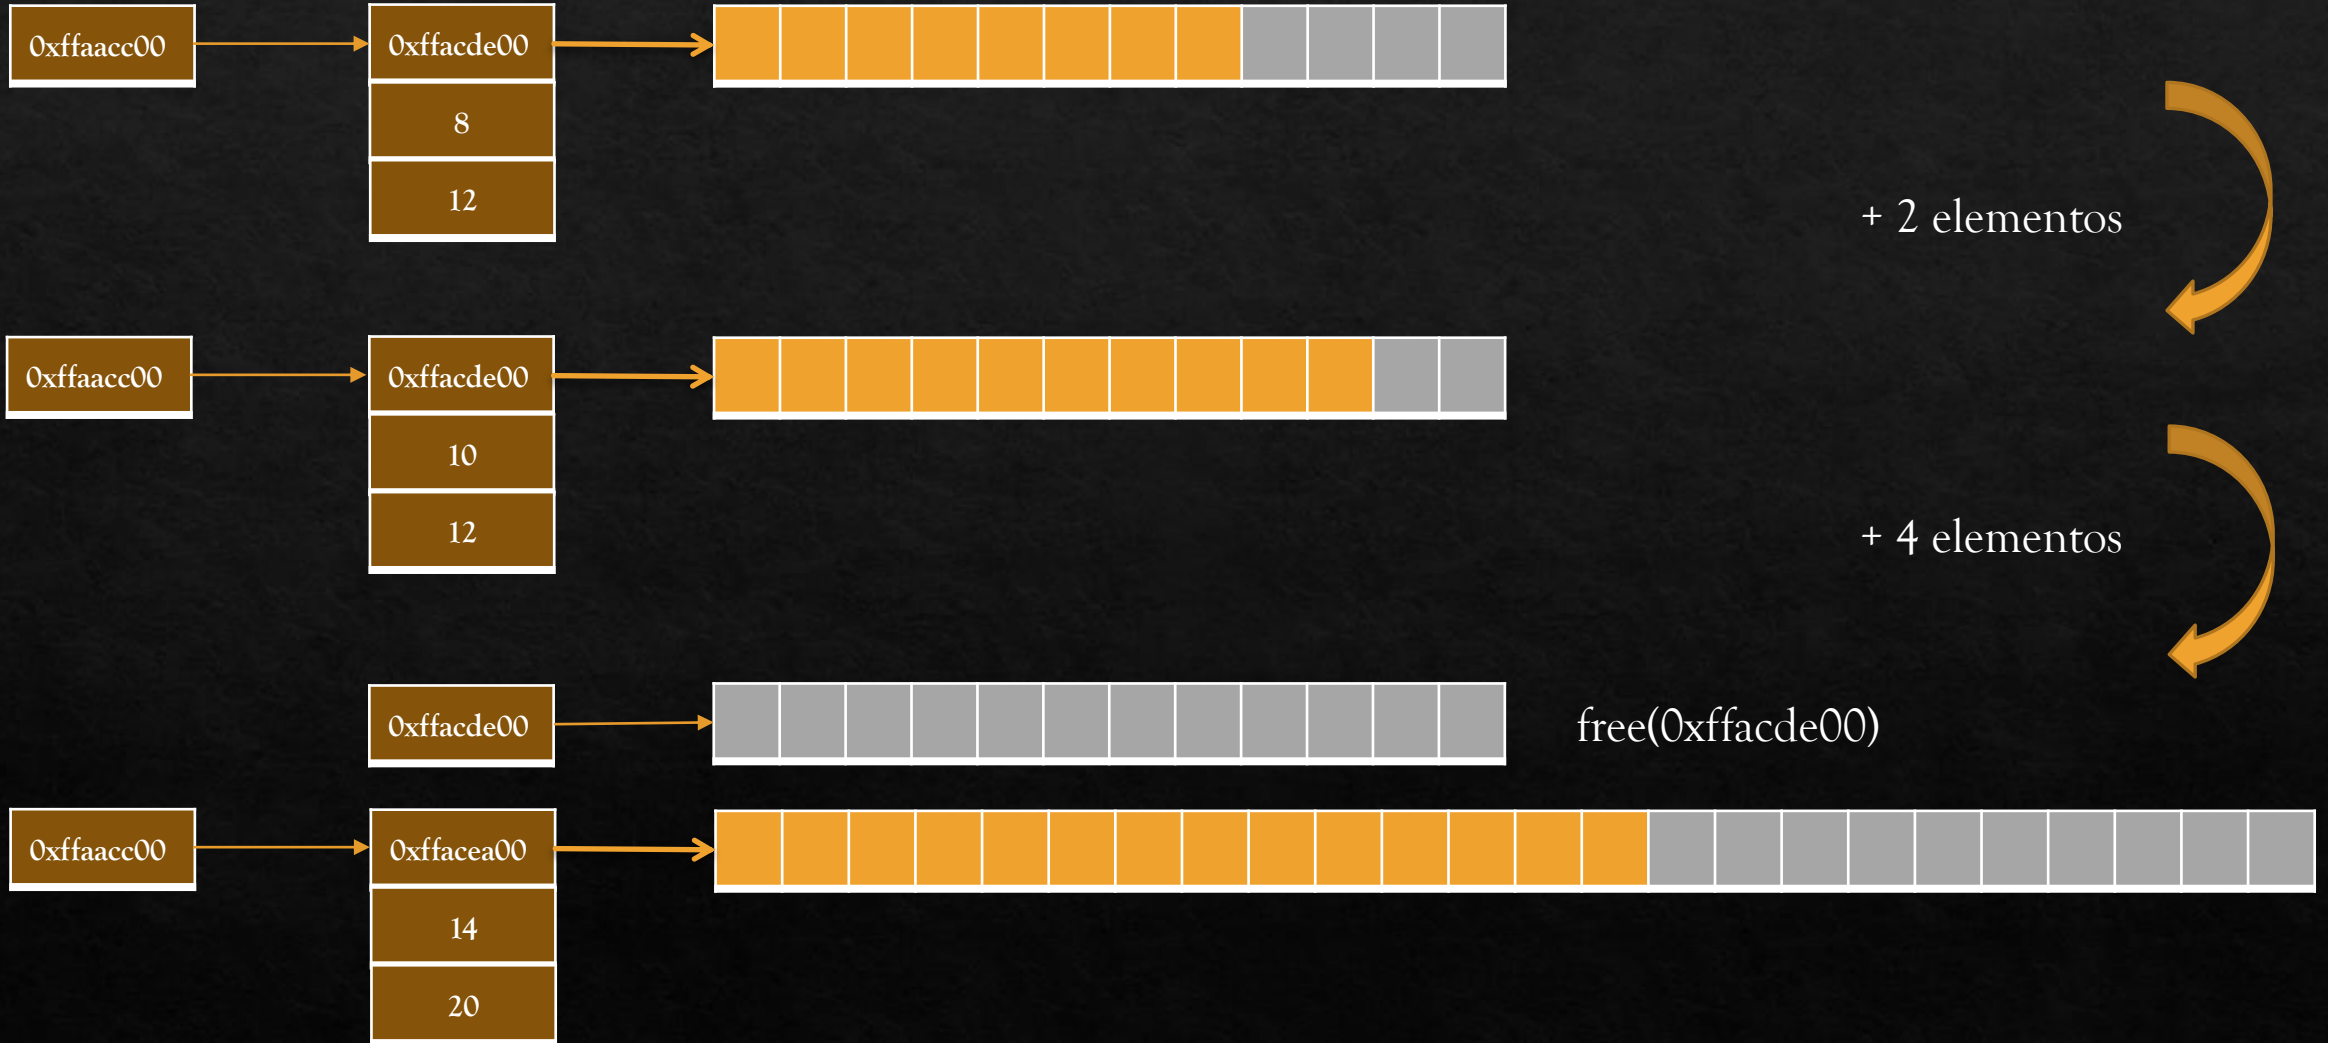 0xffaacc00
0xffacde00
8
12
+ 2 elementos
0xffaacc00
0xffacde00
10
12
+ 4 elementos
0xffacde00
free(0xffacde00)
0xffaacc00
0xffacea00
14
20